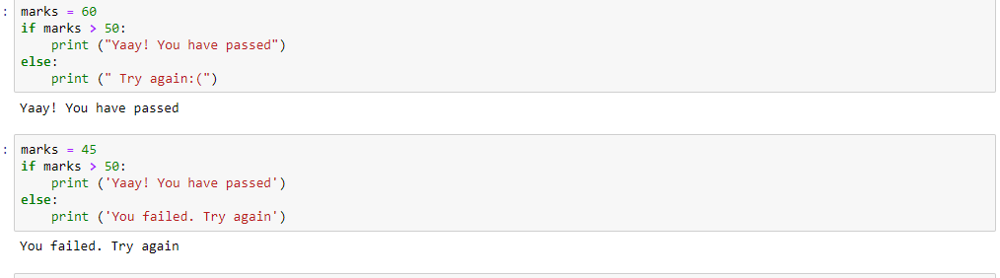 : marks = 60
if marks > 50:
    print ("Yaay! You have passed")
else:
    print (" Try again:(")
Yaay! You have passed
: marks = 45
if marks > 50:
    print ('Yaay! You have passed')
else:
    print ('You failed. Try again')
You failed. Try again